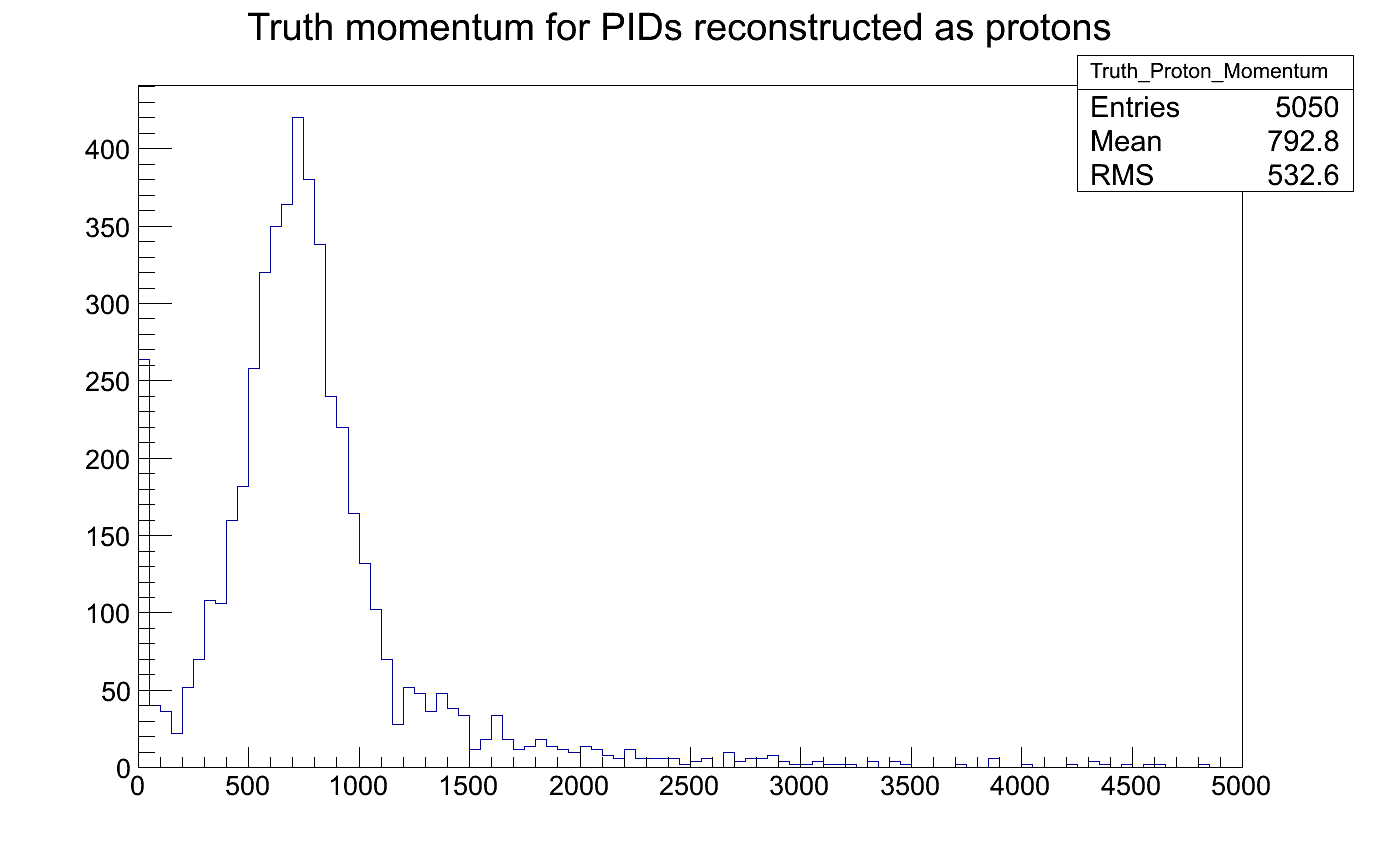 Truth momentum for PIDs reconstructed as protons
Truth_Proton_Momentum
Entries 5050
Mean 792.8
RMS 532.6
400
350
300
250
200
150
100
50
0
0 500 1000 1500 2000 2500 3000 3500 4000 4500 5000